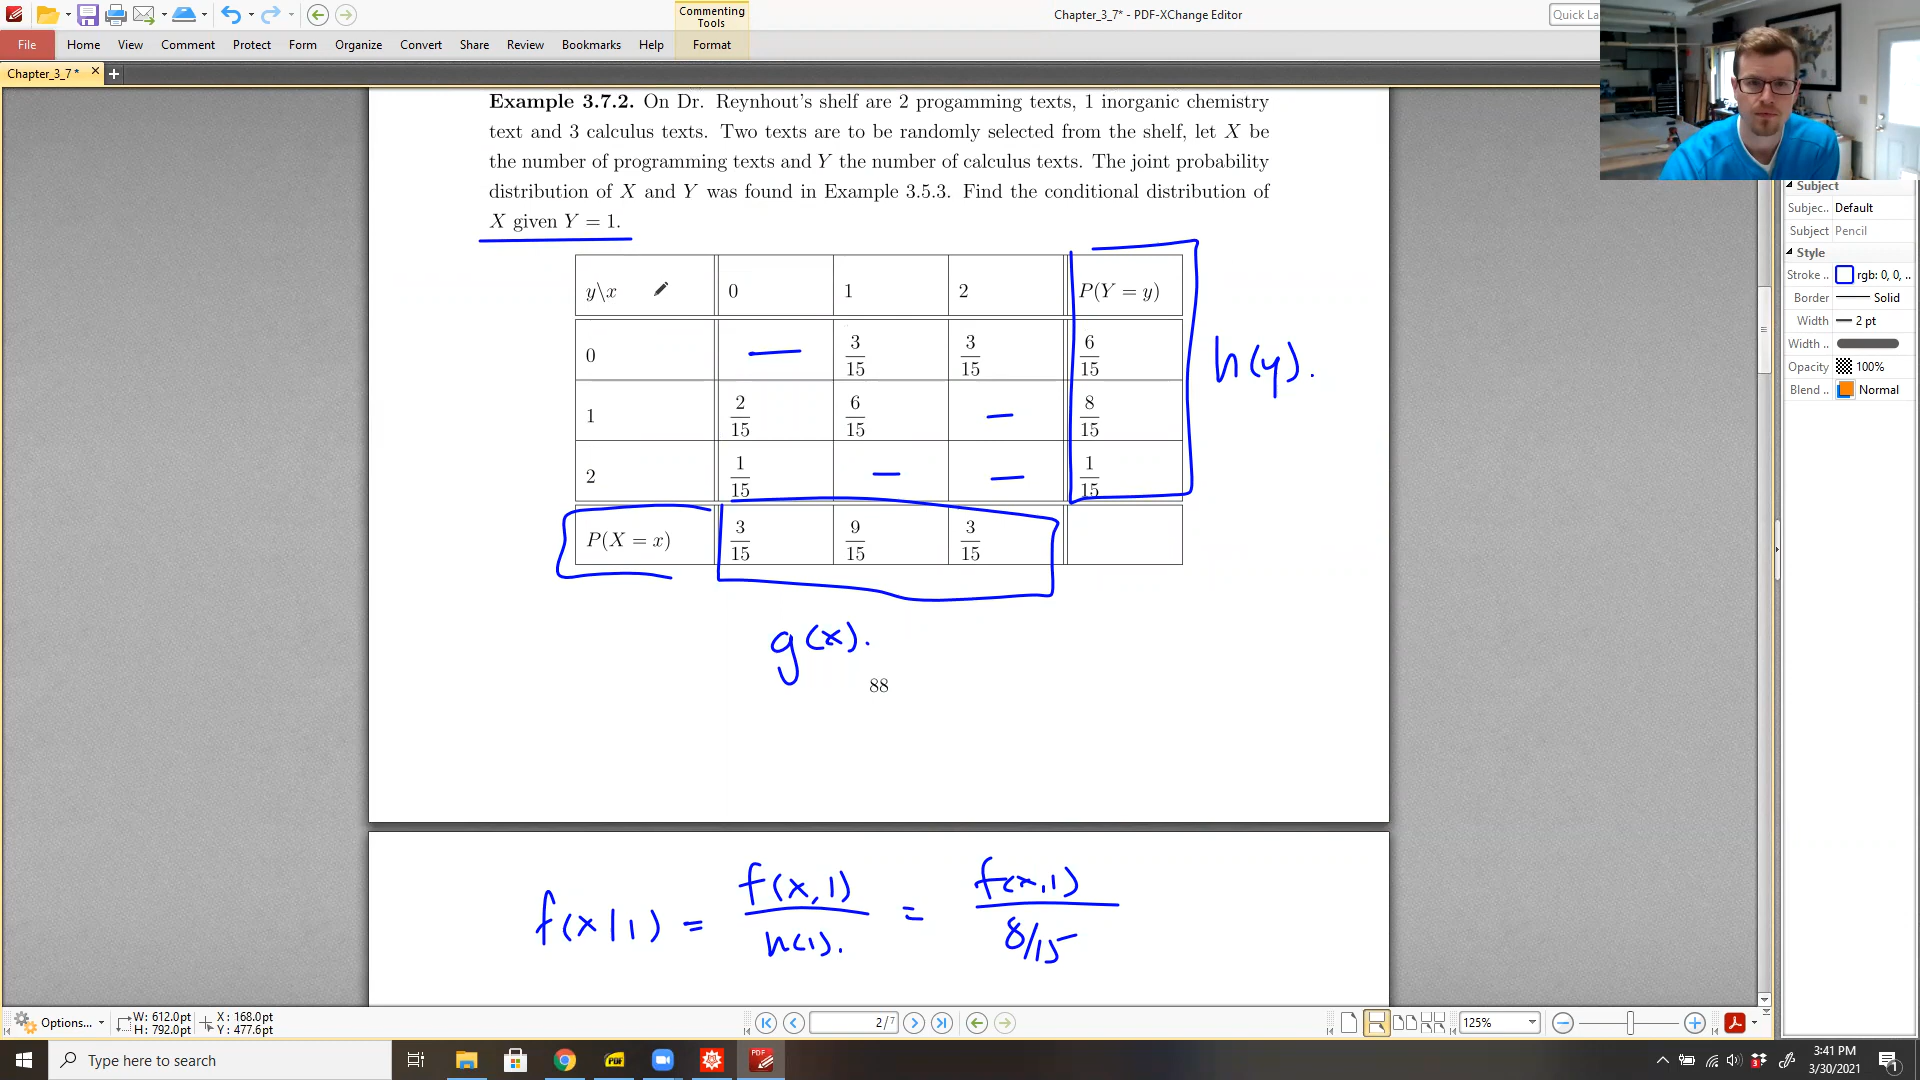 Commenting Tools
Chapter_3_7* - PDF-XChange Editor
Quick La
File Home View Comment Protect Form Organize Convert Share Review Bookmarks Help Format
Chapter_3_7 *
Example 3.7.2. On Dr. Reynhout's shelf are 2 progamming texts, 1 inorganic chemistry
text and 3 calculus texts. Two texts are to be randomly selected from the shelf, let X be
the number of programming texts and Y the number of calculus texts. The joint probability
distribution of X and Y was found in Example 3.5.3. Find the conditional distribution of
X given Y = 1.
y\x 0 1 2 P(Y = y)
0 — 3/15 3/15 6/15
1 2/15 6/15 — 8/15
2 1/15 — — 1/15
P(X = x) 3/15 9/15 3/15
h(y).
g(x).
88
f(x|1) = f(x,1)/h(1). = f(x,1)/8/15
Subject
Subjec.. Default
Subject Pencil
Style
Stroke .. rgb: 0, 0, ..
Border Solid
Width 2 pt
Width ..
Opacity 100%
Blend .. Normal
Options...
W: 612.0pt
H: 792.0pt
X: 168.0pt
Y: 477.6pt
2/7
125%
Type here to search
PDF
PDF
3:41 PM
3/30/2021
1